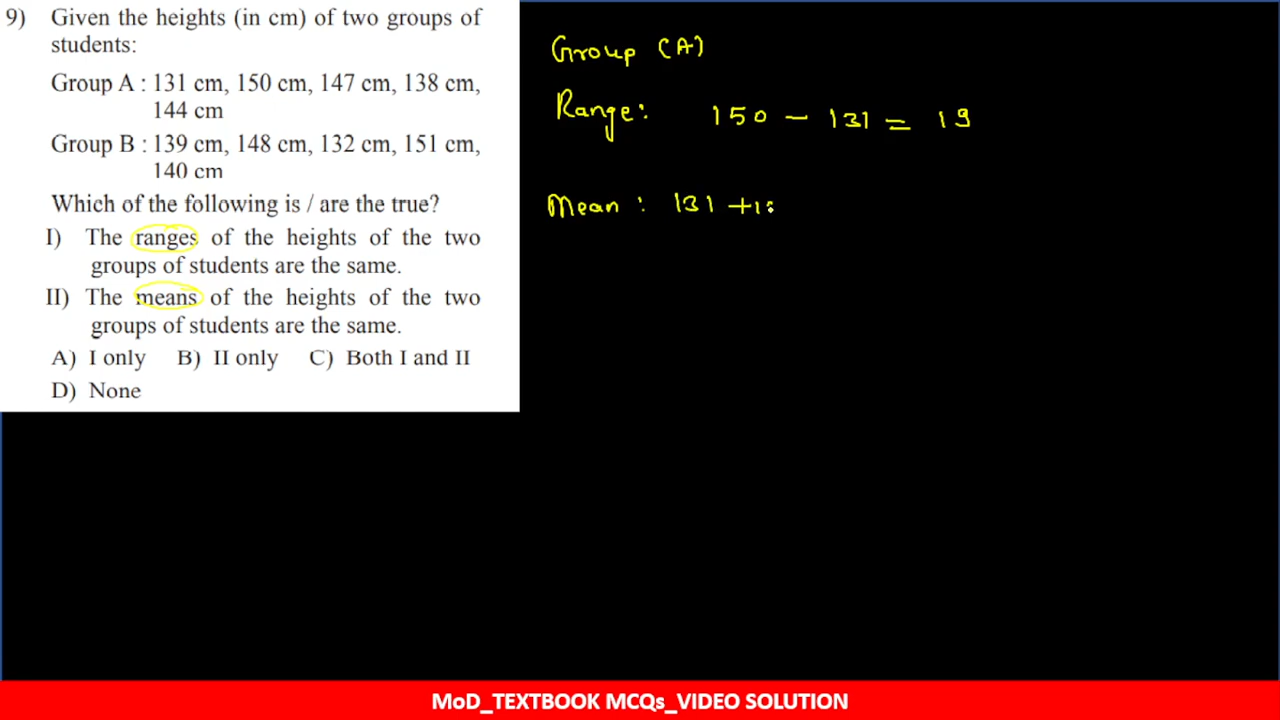 9) Given the heights (in cm) of two groups of
students:
Group A : 131 cm, 150 cm, 147 cm, 138 cm,
144 cm
Group B : 139 cm, 148 cm, 132 cm, 151 cm,
140 cm
Which of the following is / are the true?
I) The ranges of the heights of the two
groups of students are the same.
II) The means of the heights of the two
groups of students are the same.
A) I only B) II only C) Both I and II
D) None
Group (A)
Range: 150 - 131 = 19
Mean : 131 +
MoD_TEXTBOOK MCQs_VIDEO SOLUTION